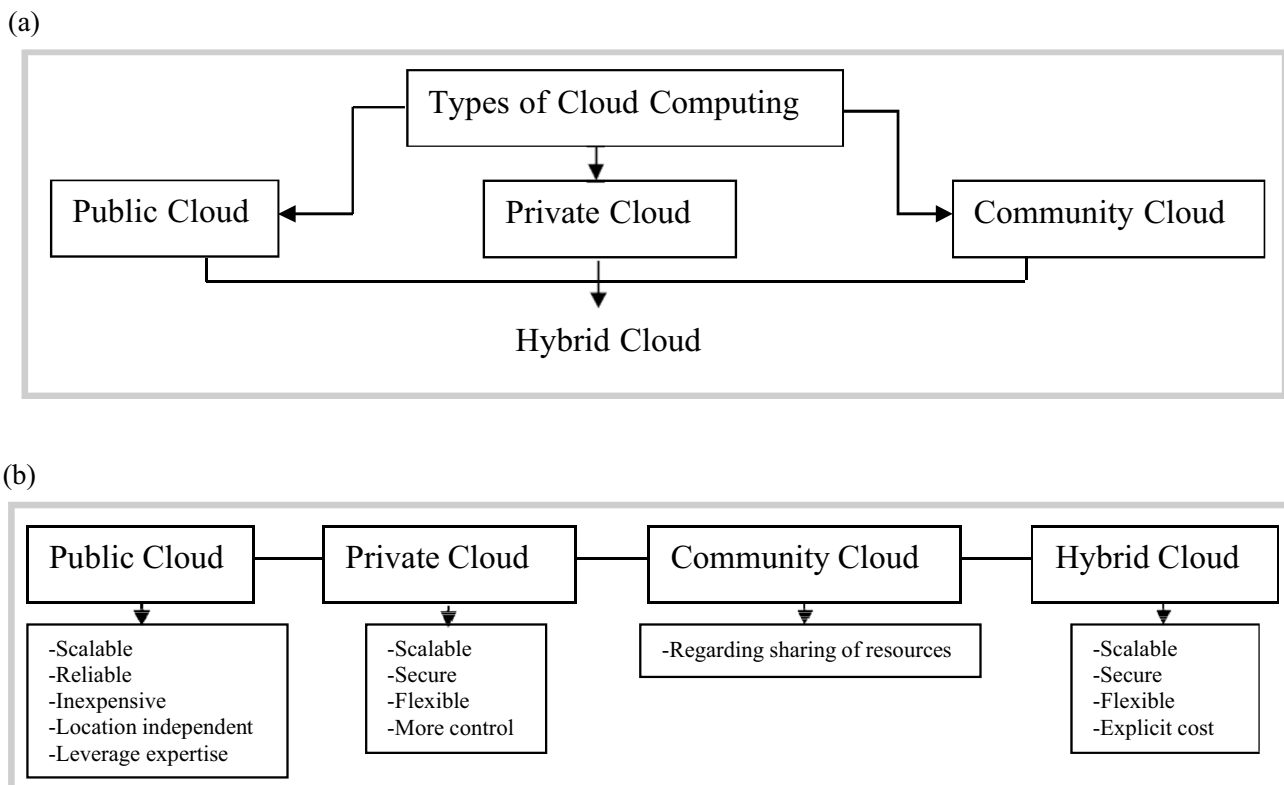 (a)
Types of Cloud Computing
Public Cloud
Private Cloud
Community Cloud
Hybrid Cloud
(b)
Public Cloud
Private Cloud
Community Cloud
Hybrid Cloud
-Scalable
-Reliable
-Inexpensive
-Location independent
-Leverage expertise
-Scalable
-Secure
-Flexible
-More control
-Regarding sharing of resources
-Scalable
-Secure
-Flexible
-Explicit cost